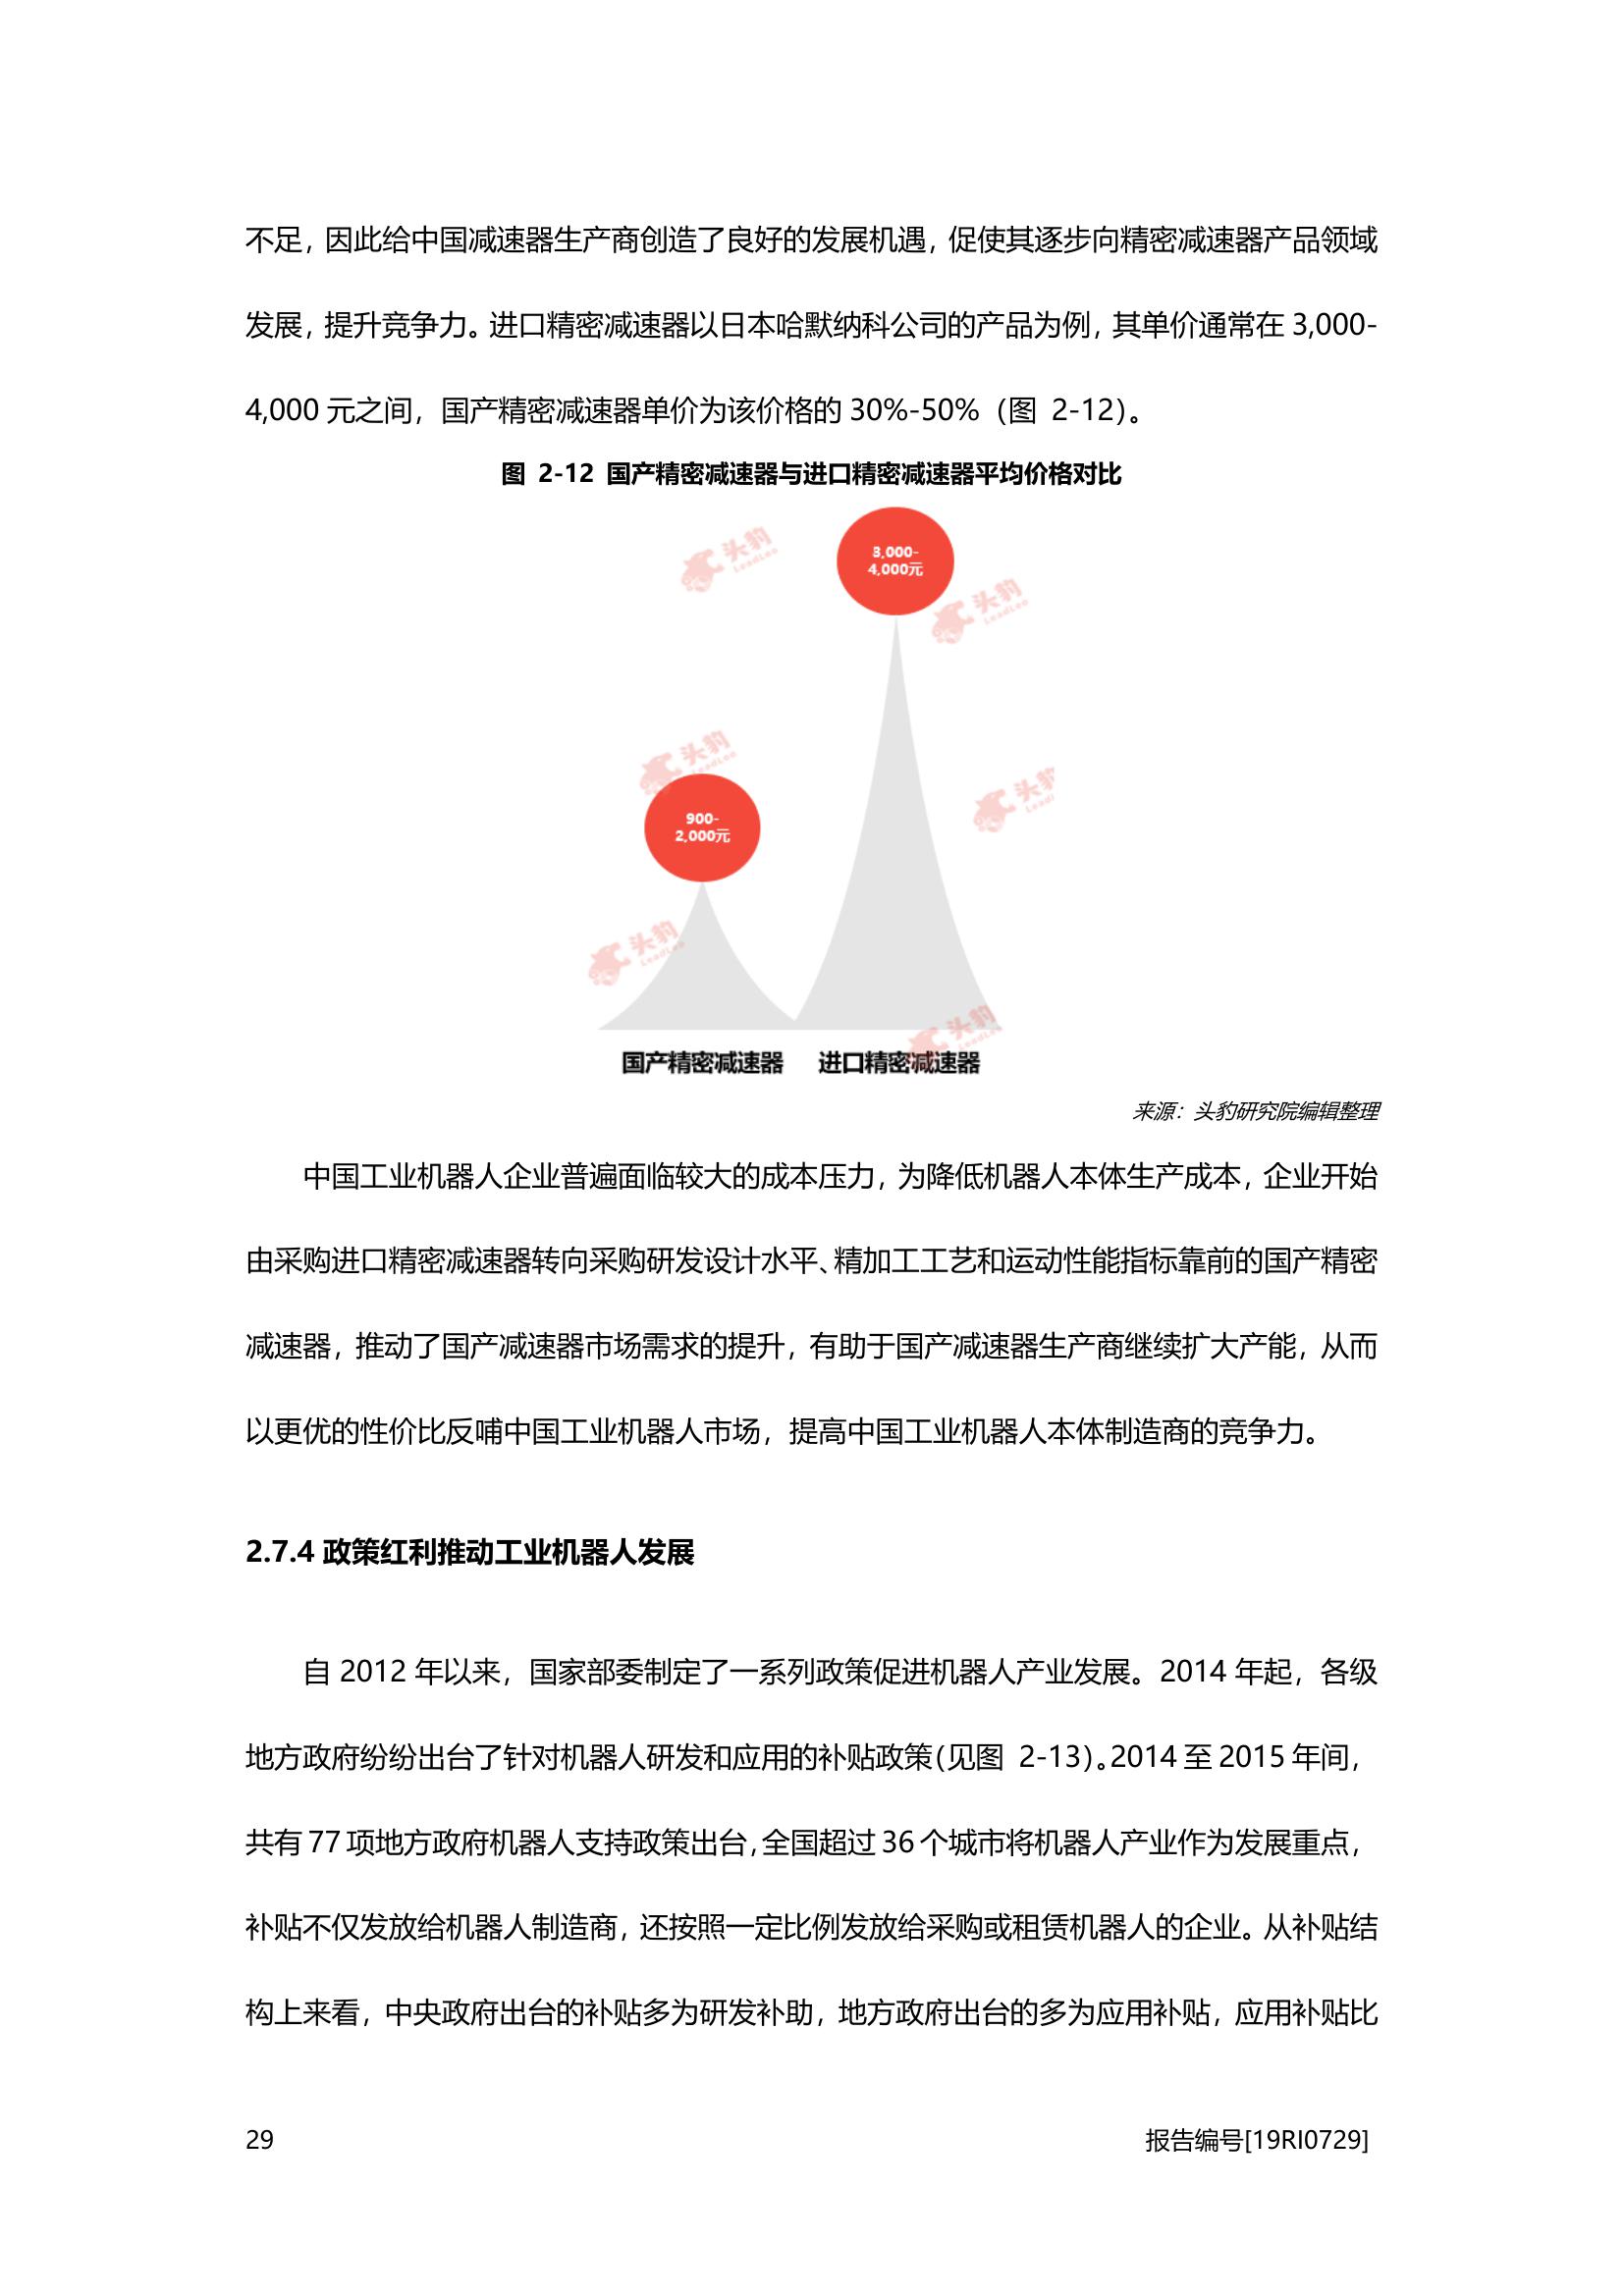 不足，因此给中国减速器生产商创造了良好的发展机遇，促使其逐步向精密减速器产品领域
发展，提升竞争力。进口精密减速器以日本哈默纳科公司的产品为例，其单价通常在 3,000-
4,000 元之间，国产精密减速器单价为该价格的 30%-50%（图 2-12）。
图 2-12 国产精密减速器与进口精密减速器平均价格对比
头豹
LeadLeo
3,000-
4,000元
头豹
LeadLeo
头豹
LeadLeo
头豹
Lead
900-
2,000元
头豹
LeadLeo
头豹
LeadLeo
国产精密减速器 进口精密减速器
来源：头豹研究院编辑整理
中国工业机器人企业普遍面临较大的成本压力，为降低机器人本体生产成本，企业开始
由采购进口精密减速器转向采购研发设计水平、精加工工艺和运动性能指标靠前的国产精密
减速器，推动了国产减速器市场需求的提升，有助于国产减速器生产商继续扩大产能，从而
以更优的性价比反哺中国工业机器人市场，提高中国工业机器人本体制造商的竞争力。
2.7.4 政策红利推动工业机器人发展
自 2012 年以来，国家部委制定了一系列政策促进机器人产业发展。2014 年起，各级
地方政府纷纷出台了针对机器人研发和应用的补贴政策（见图 2-13）。2014 至 2015 年间，
共有 77 项地方政府机器人支持政策出台，全国超过 36 个城市将机器人产业作为发展重点，
补贴不仅发放给机器人制造商，还按照一定比例发放给采购或租赁机器人的企业。从补贴结
构上来看，中央政府出台的补贴多为研发补助，地方政府出台的多为应用补贴，应用补贴比
29 报告编号[19RI0729]